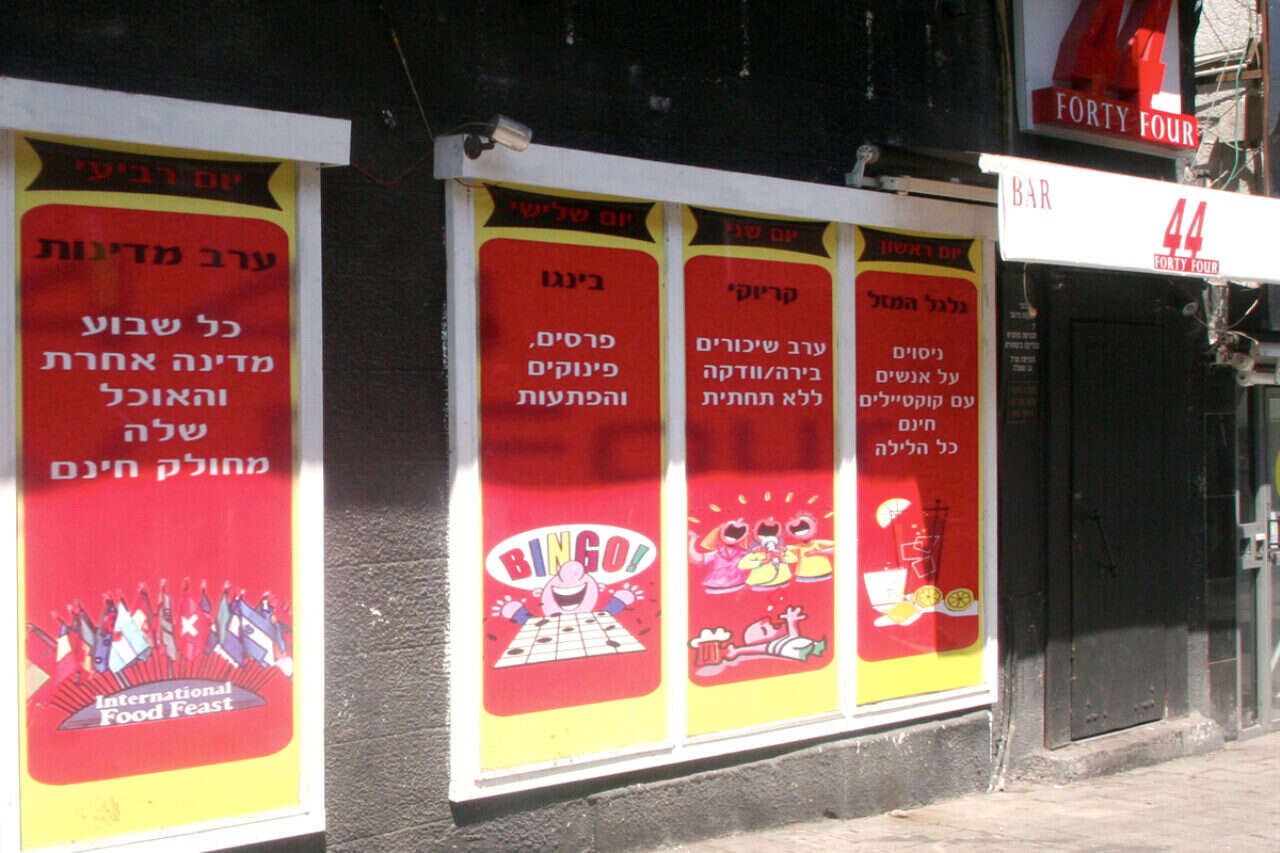 44
FORTY FOUR
BAR
44
FORTY FOUR
יום ראשון
גלגל המזל
ניסוים
על אנשים
עם קוקטיילים
חינם
כל הלילה
יום שני
קריוקי
ערב שיכורים
בירה/וודקה
ללא תחתית
יום שלישי
בינגו
פרסים,
פינוקים
והפתעות
BINGO!
יום רביעי
ערב מדינות
כל שבוע
מדינה אחרת
והאוכל
שלה
מחולק חינם
International
Food Feast